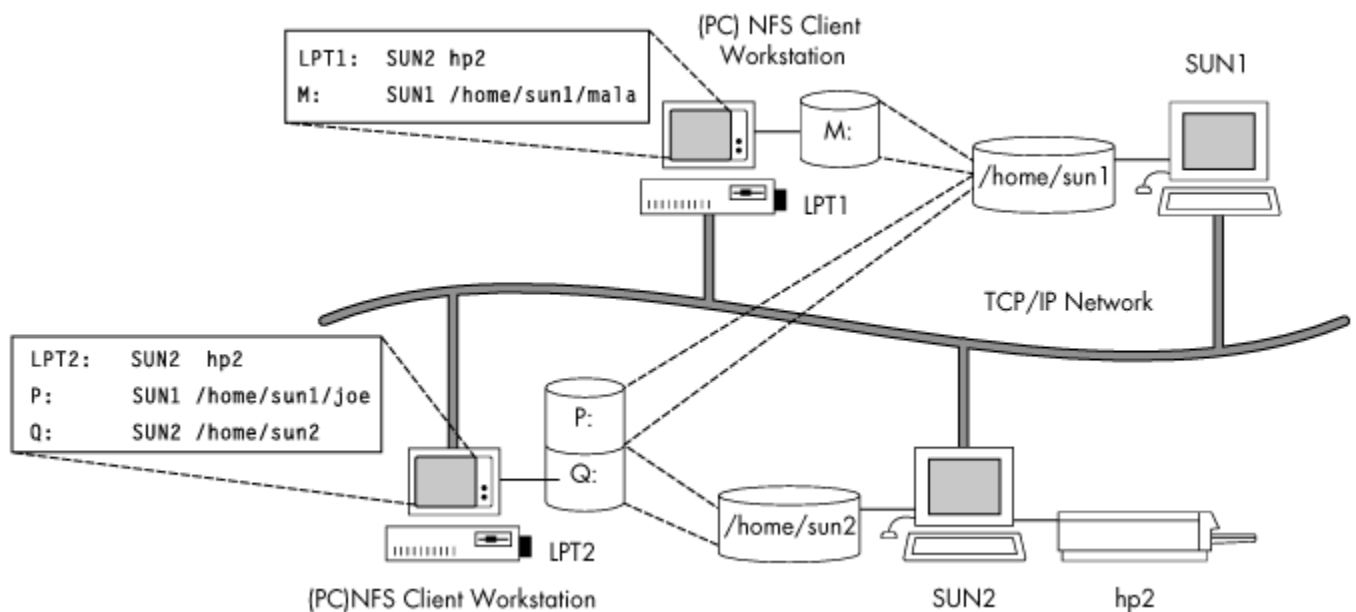 (PC) NFS Client
Workstation
LPT1: SUN2 hp2
M: SUN1 /home/sun1/mala
SUN1
M:
/home/sun1
LPT1
TCP/IP Network
LPT2: SUN2 hp2
P: SUN1 /home/sun1/joe
Q: SUN2 /home/sun2
P:
Q:
/home/sun2
LPT2
(PC)NFS Client Workstation
SUN2
hp2